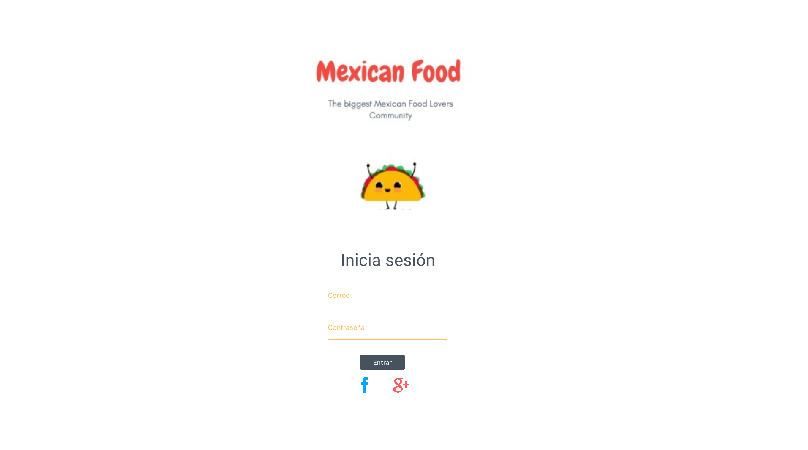 Mexican Food
The biggest Mexican Food Lovers
Community
Inicia sesión
Correo
Contraseña
Entrar
f
g+